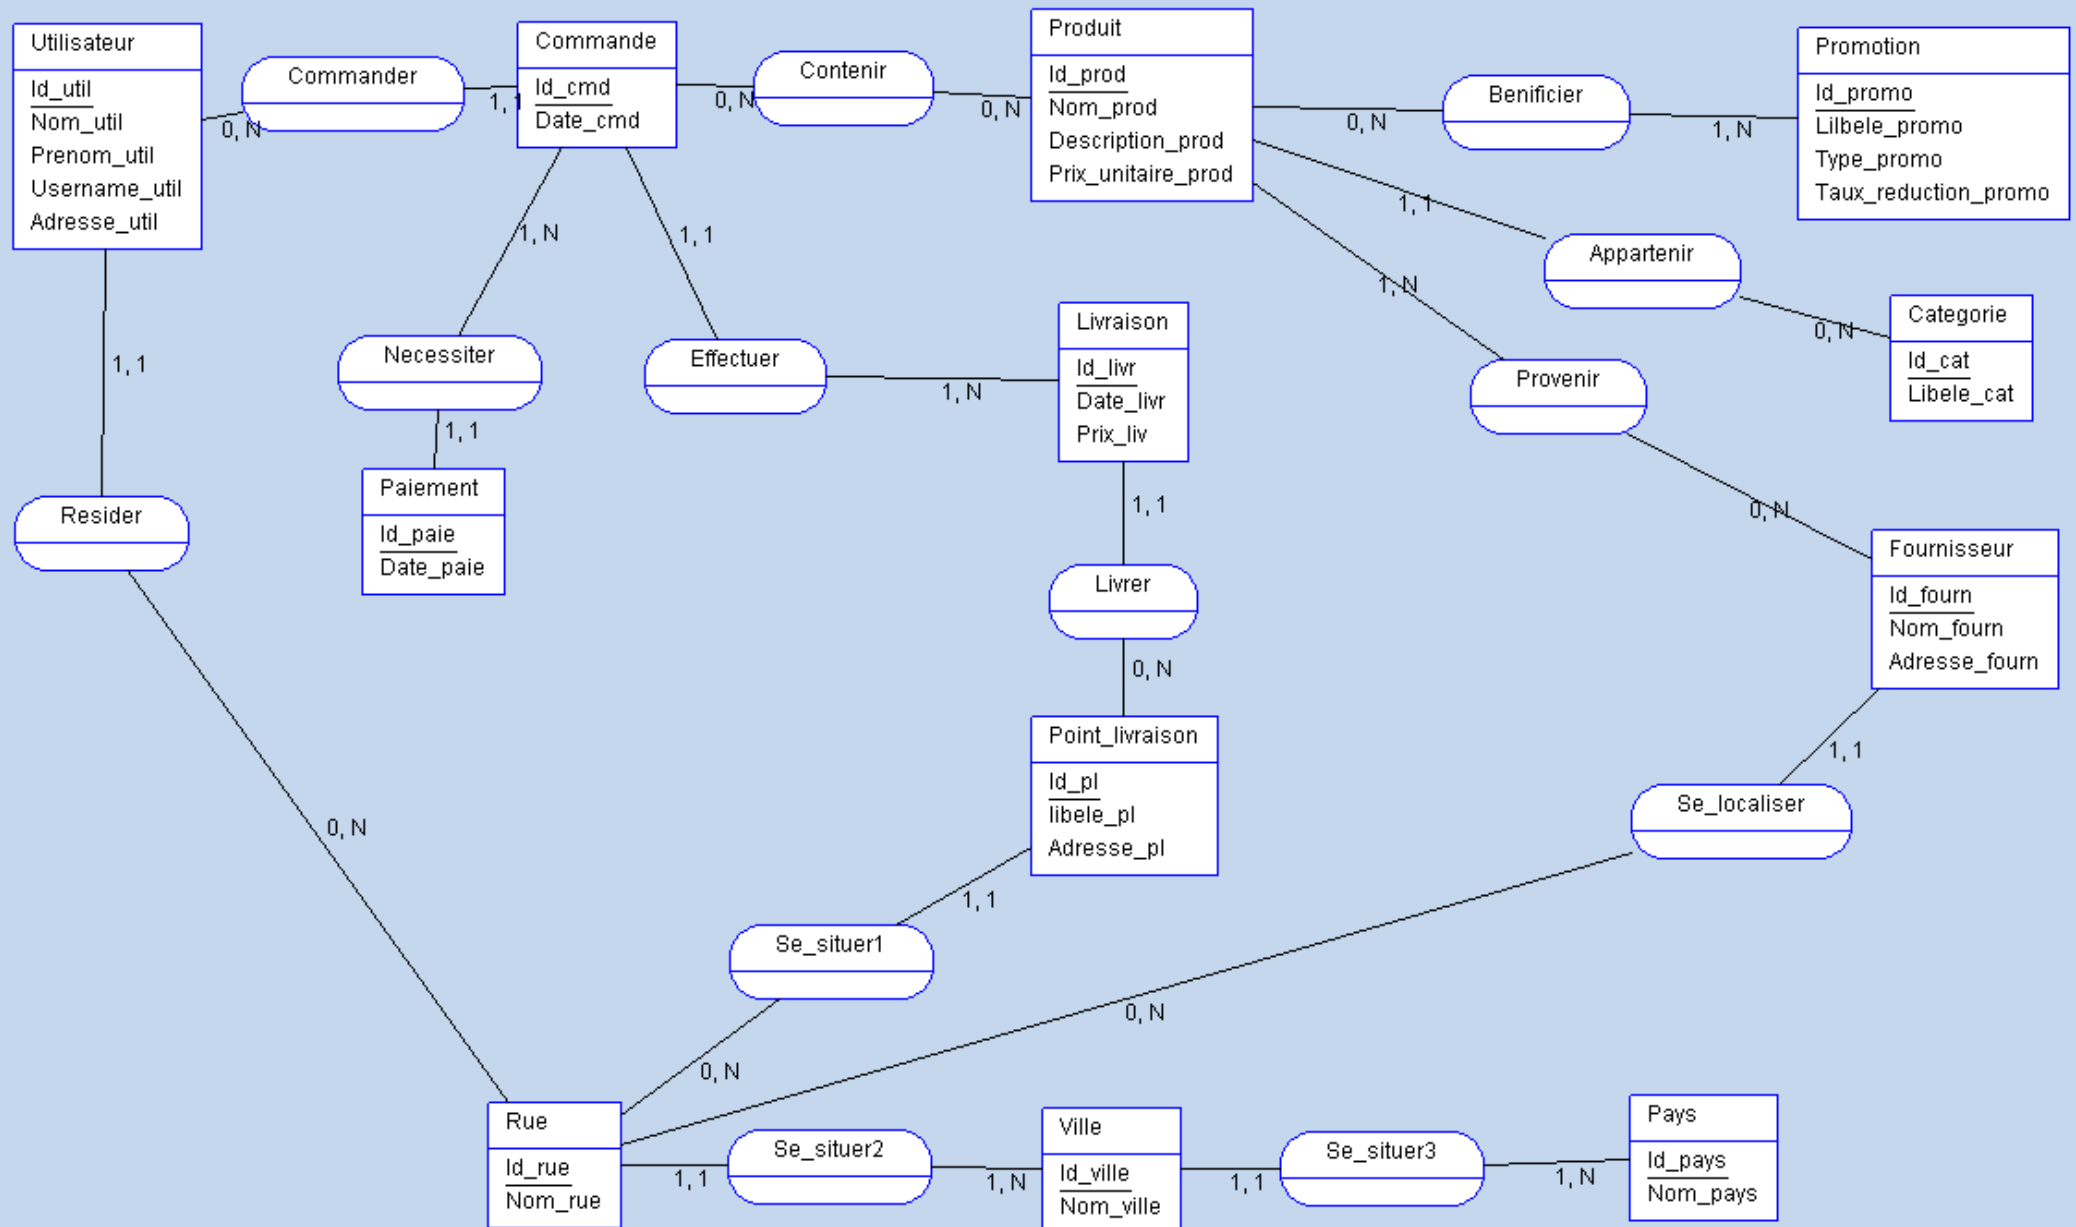 Utilisateur
Id_util
Nom_util
Prenom_util
Username_util
Adresse_util
Commander
0, N
1, 1
Commande
Id_cmd
Date_cmd
Contenir
0, N
0, N
Produit
Id_prod
Nom_prod
Description_prod
Prix_unitaire_prod
Benificier
0, N
1, N
Promotion
Id_promo
Lilbele_promo
Type_promo
Taux_reduction_promo
1, 1
Appartenir
0, N
Categorie
Id_cat
Libele_cat
1, N
Provenir
0, N
Fournisseur
Id_fourn
Nom_fourn
Adresse_fourn
1, N
Necessiter
1, 1
Paiement
Id_paie
Date_paie
1, 1
Effectuer
1, N
Livraison
Id_livr
Date_livr
Prix_liv
1, 1
Livrer
0, N
Point_livraison
Id_pl
libele_pl
Adresse_pl
1, 1
Resider
0, N
1, 1
Se_localiser
0, N
1, 1
Se_situer1
0, N
Rue
Id_rue
Nom_rue
1, 1
Se_situer2
1, N
Ville
Id_ville
Nom_ville
1, 1
Se_situer3
1, N
Pays
Id_pays
Nom_pays